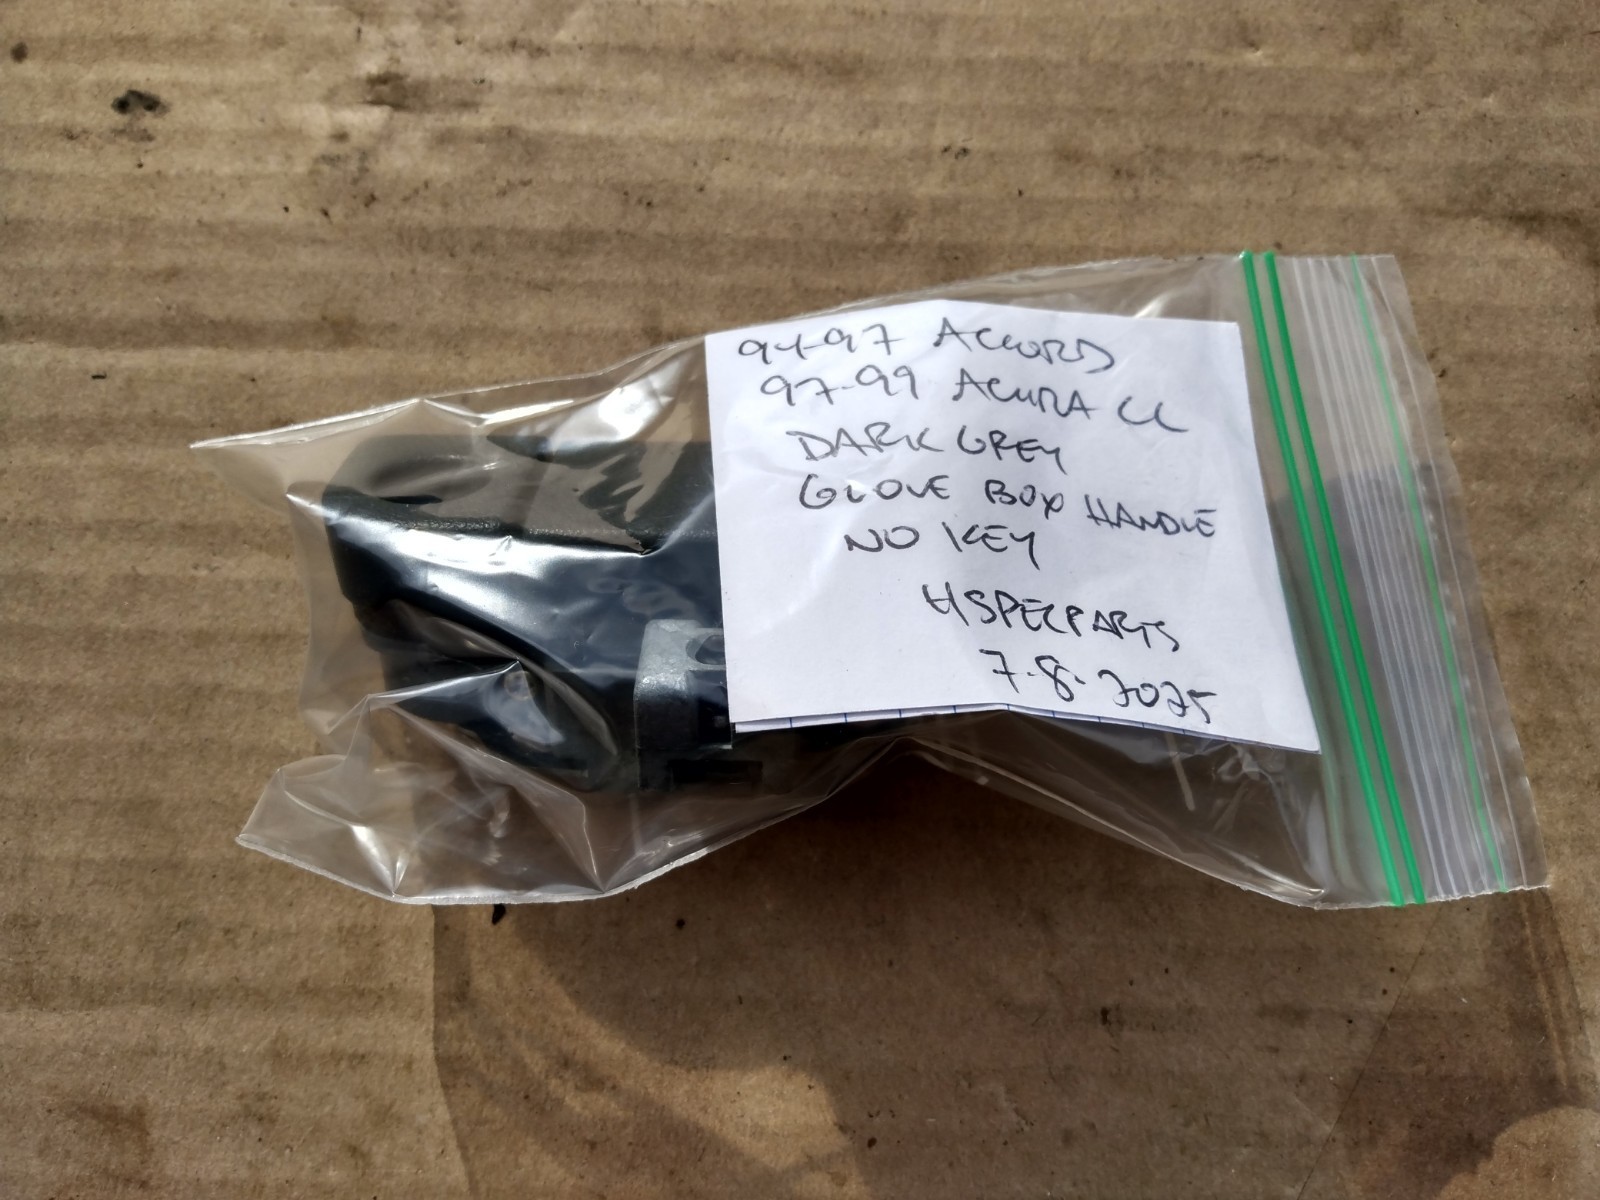 94-97 ACCORD
97-99 ACURA CL
DARK GREY
GLOVE BOX HANDLE
NO KEY
HSPECPARTS
7.8.2025